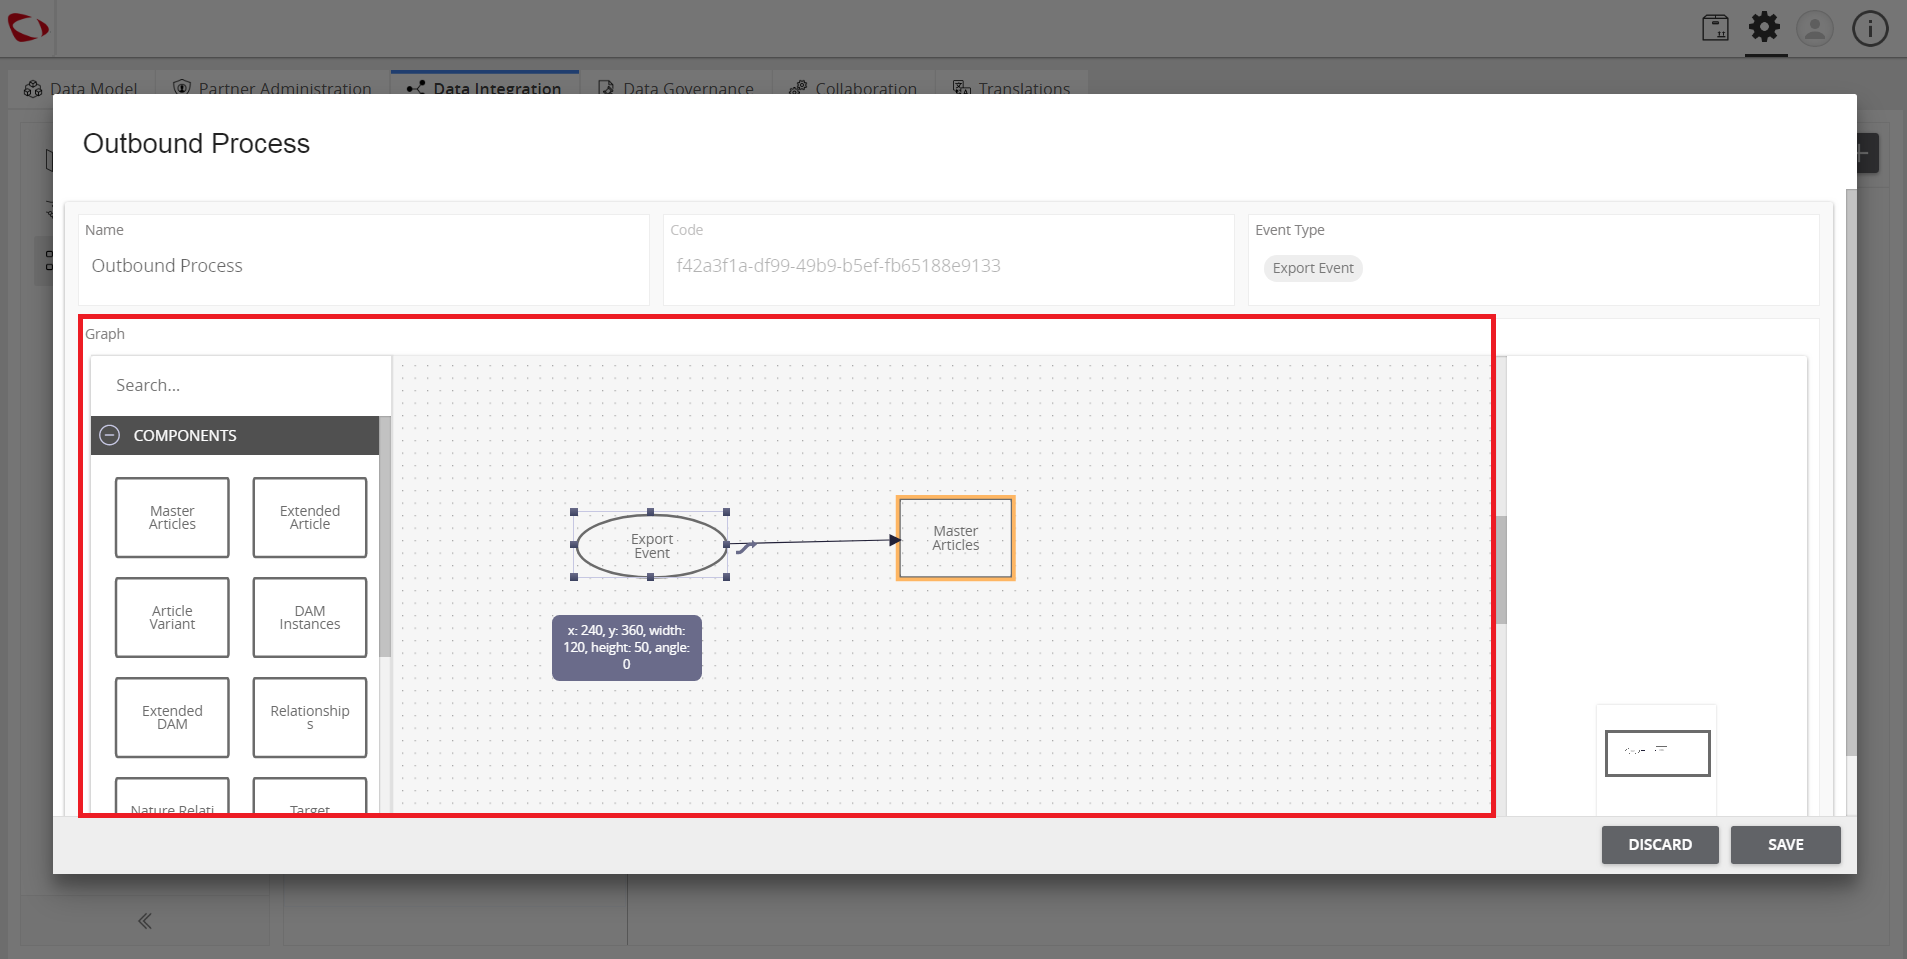 Data Model
Partner Administration
Data Integration
Data Governance
Collaboration
Translations
Outbound Process
Name
Outbound Process
Code
f42a3f1a-df99-49b9-b5ef-fb65188e9133
Event Type
Export Event
Graph
Search...
COMPONENTS
Master
Articles
Extended
Article
Article
Variant
DAM
Instances
Extended
DAM
Relationship
s
Nature Relati
Target
Export
Event
Master
Articles
x: 240, y: 360, width:
120, height: 50, angle:
0
DISCARD
SAVE